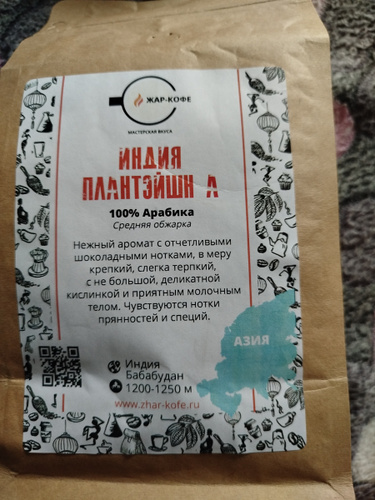 ЖАР-КОФЕ
МАСТЕРСКАЯ ВКУСА
ИНДИЯ
ПЛАНТЭЙШН А
100% Арабика
Средняя обжарка
Нежный аромат с отчетливыми
шоколадными нотками, в меру
крепкий, слегка терпкий,
с не большой, деликатной
кислинкой и приятным молочным
телом. Чувствуются нотки
пряностей и специй.
АЗИЯ
Индия
Бабабудан
1200-1250 м
www.zhar-kofe.ru